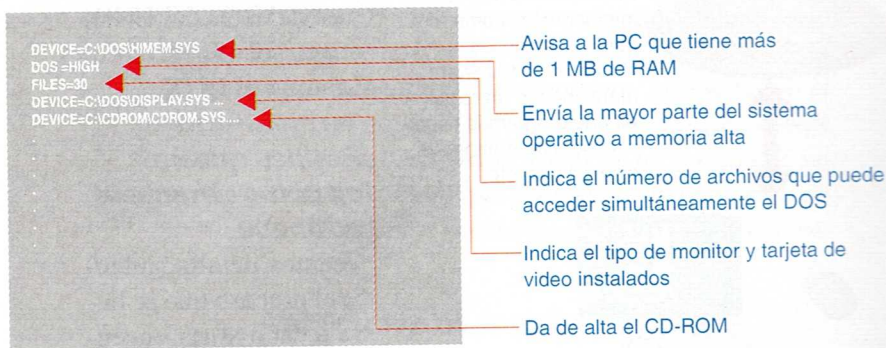 DEVICE=C:\DOS\HIMEM.SYS
DOS =HIGH
FILES=30
DEVICE=C:\DOS\DISPLAY.SYS ...
DEVICE=C:\CDROM\CDROM.SYS....
Avisa a la PC que tiene más
de 1 MB de RAM
Envía la mayor parte del sistema
operativo a memoria alta
Indica el número de archivos que puede
acceder simultáneamente el DOS
Indica el tipo de monitor y tarjeta de
video instalados
Da de alta el CD-ROM